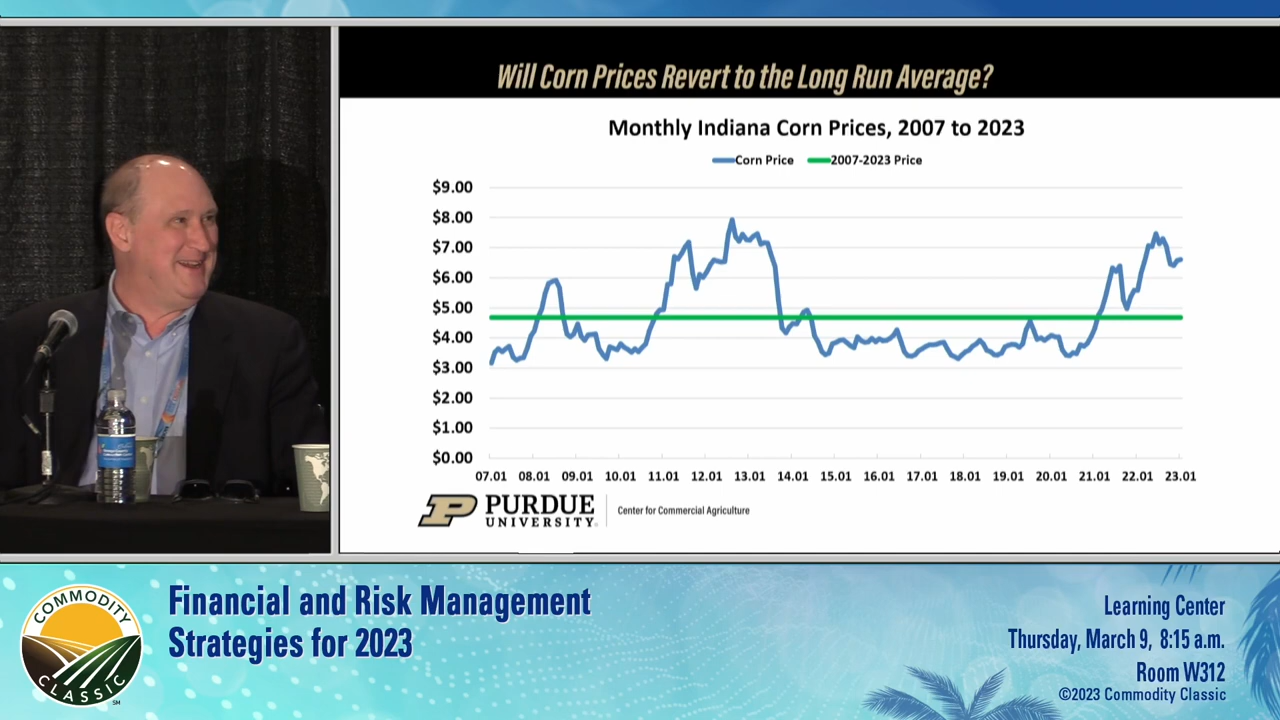 Will Corn Prices Revert to the Long Run Average?
Monthly Indiana Corn Prices, 2007 to 2023
Corn Price 2007-2023 Price
$9.00
$8.00
$7.00
$6.00
$5.00
$4.00
$3.00
$2.00
$1.00
$0.00
07.01 08.01 09.01 10.01 11.01 12.01 13.01 14.01 15.01 16.01 17.01 18.01 19.01 20.01 21.01 22.01 23.01
P PURDUE
UNIVERSITY
Center for Commercial Agriculture
COMMODITY
CLASSIC
SM
Financial and Risk Management
Strategies for 2023
Learning Center
Thursday, March 9, 8:15 a.m.
Room W312
©2023 Commodity Classic